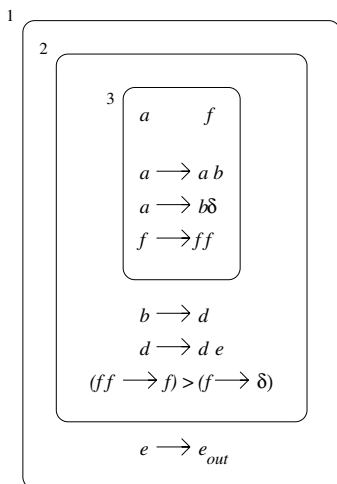 1
2
3
a f
a → a b
a → bδ
f → ff
b → d
d → d e
(ff → f) > (f → δ)
e → e_out